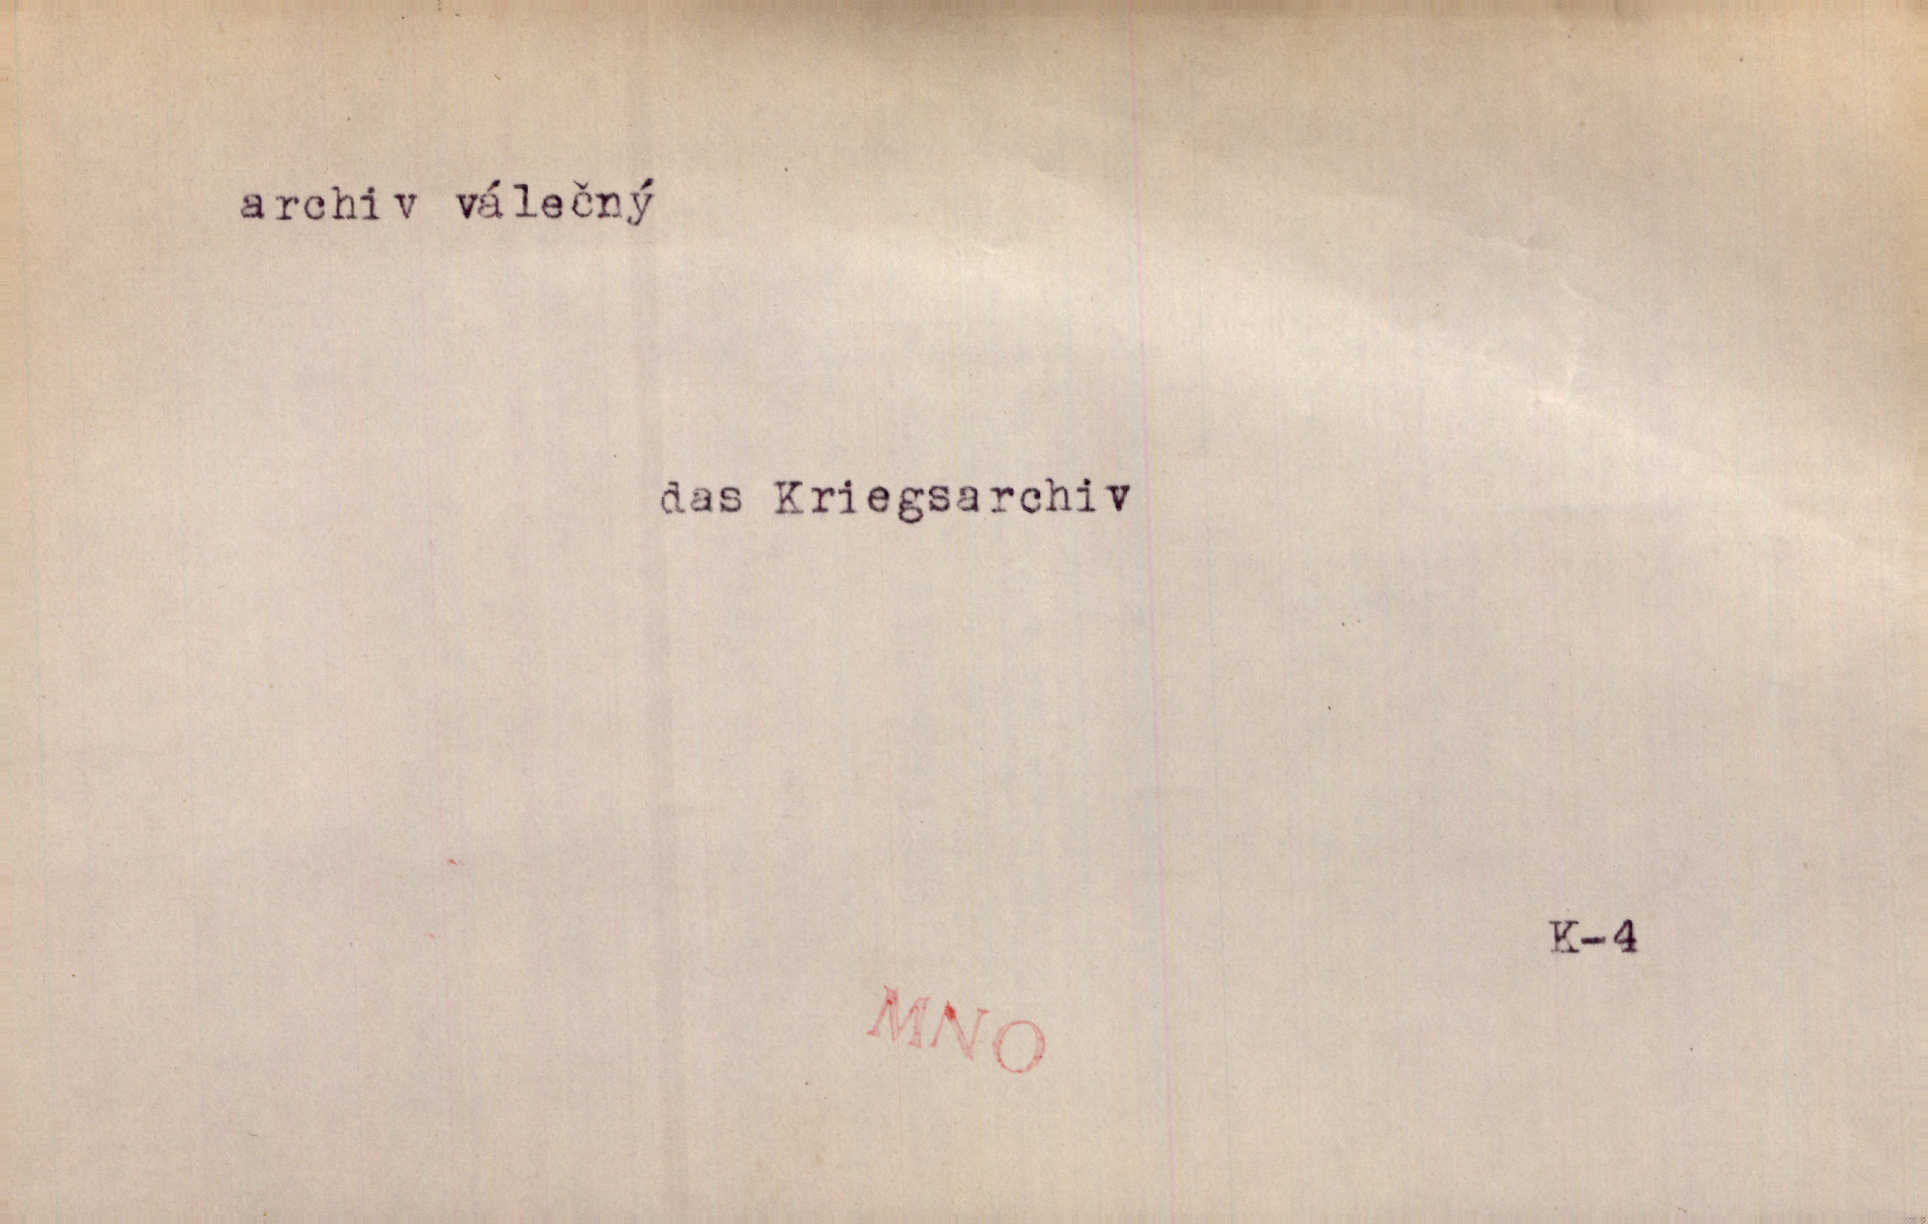 archiv válečný
das Kriegsarchiv
K-4
MNO